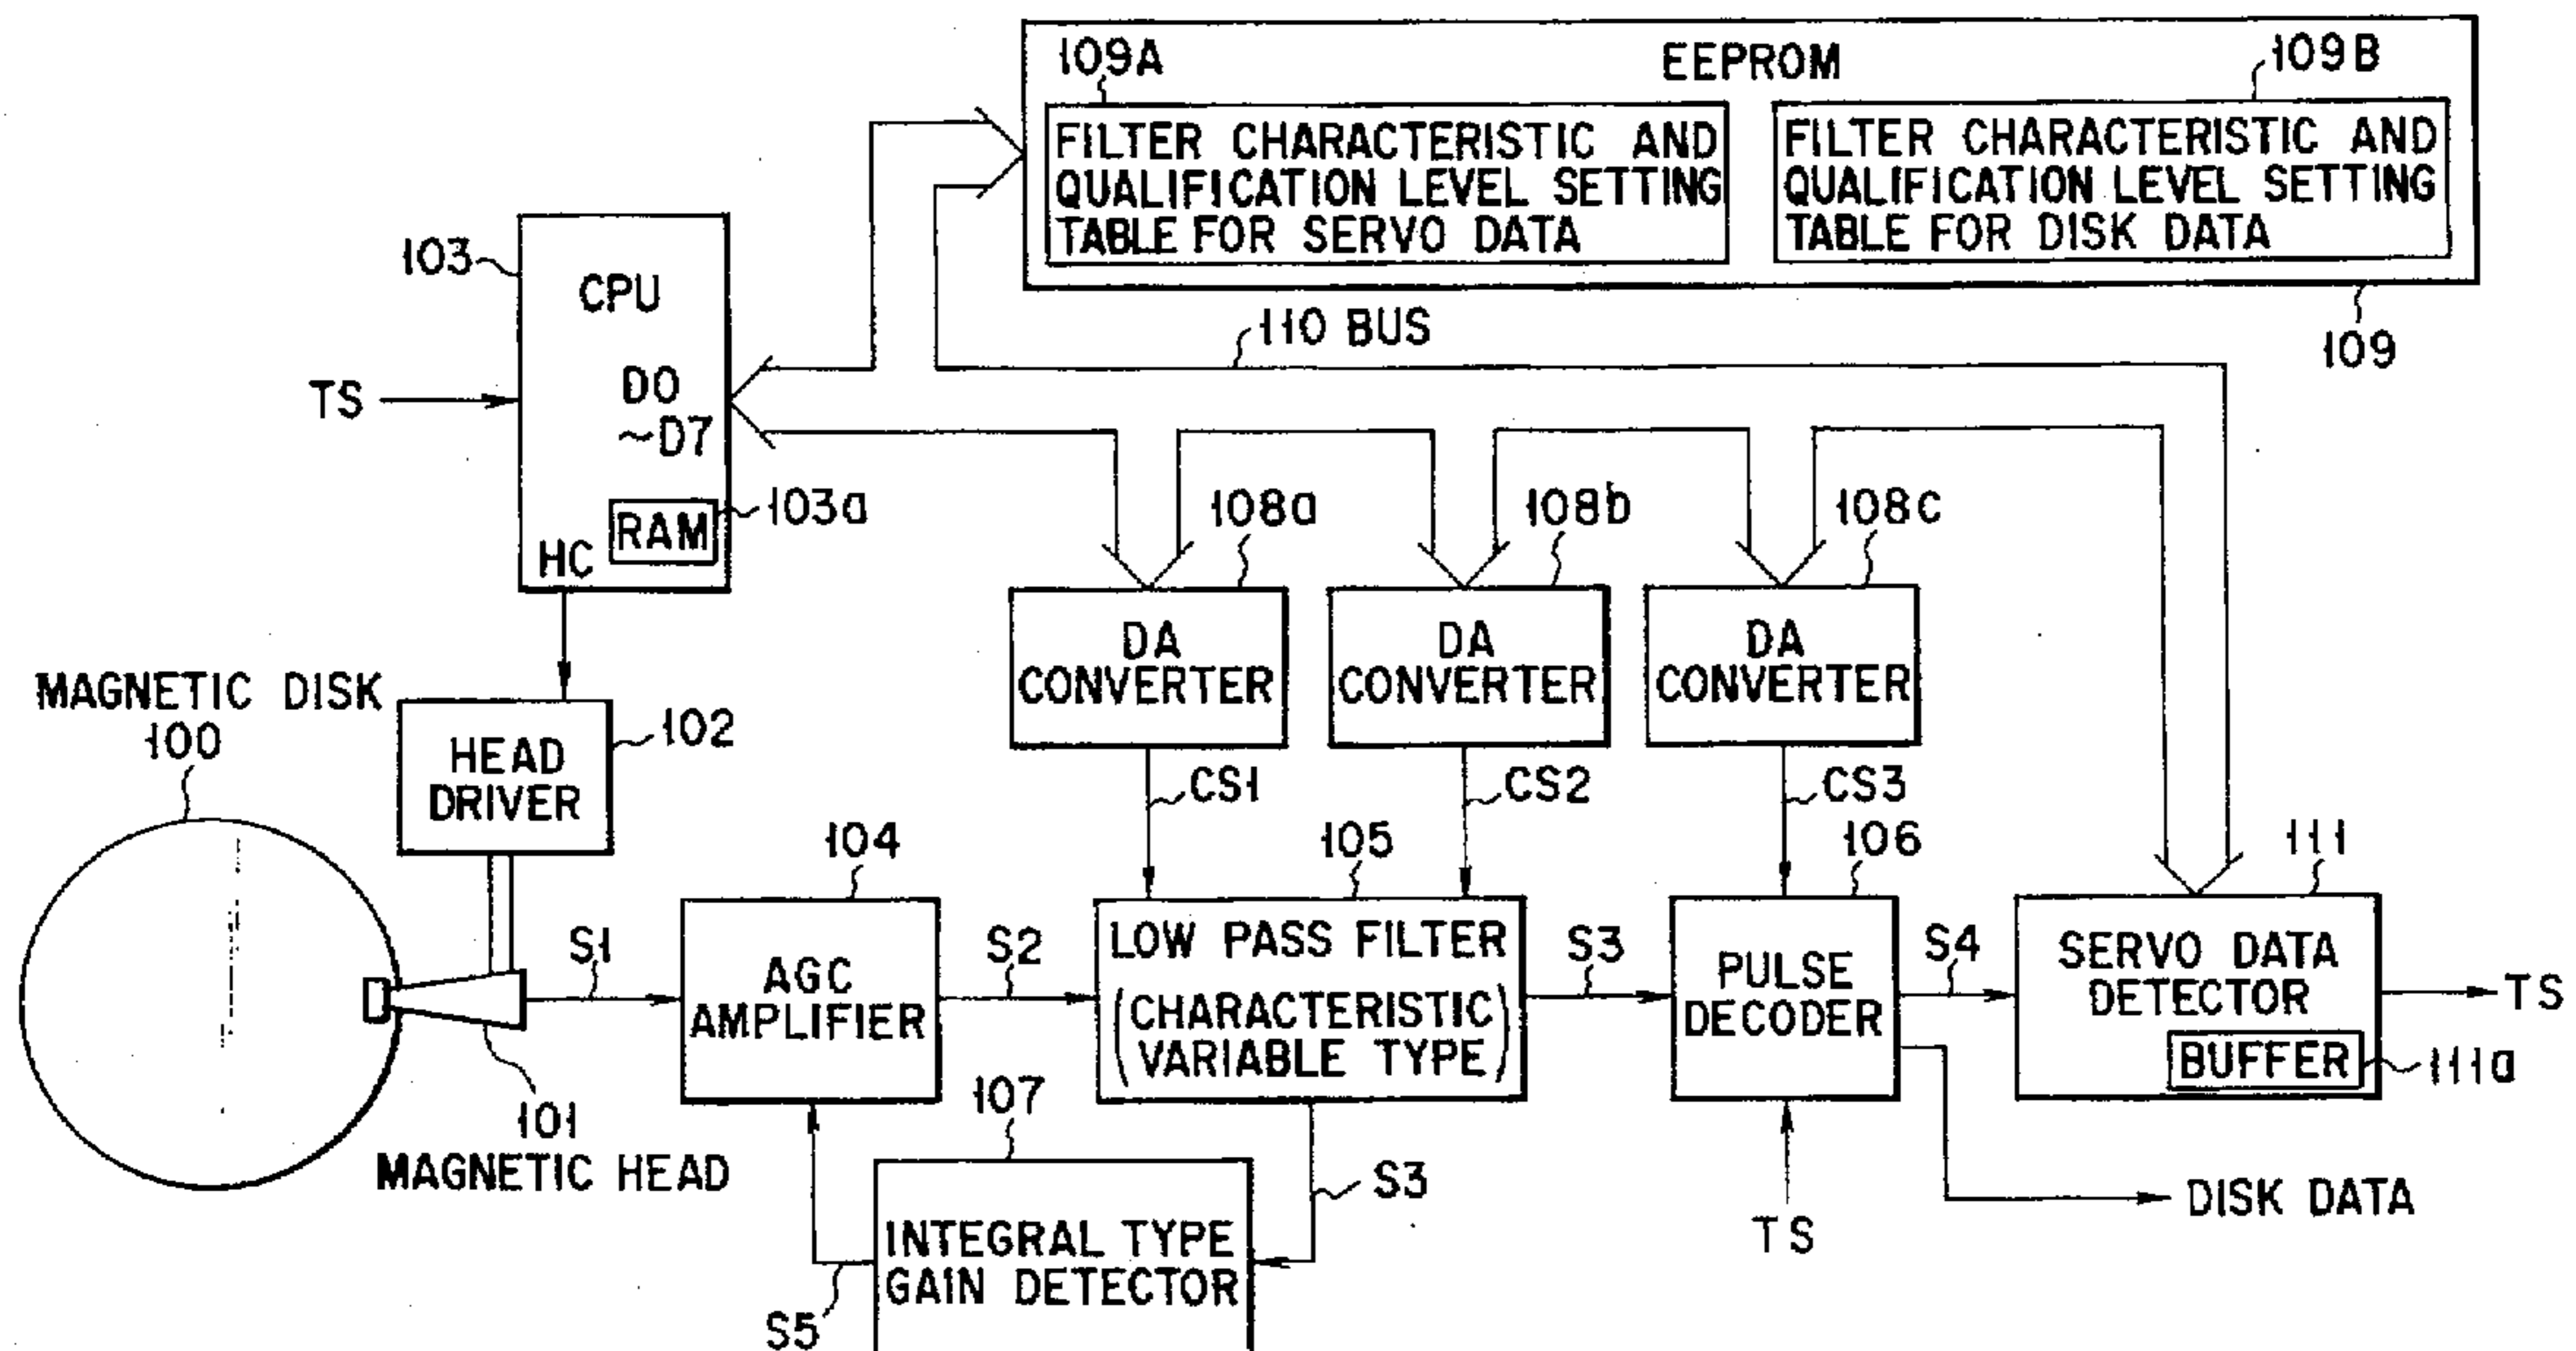 109A
EEPROM
109B
FILTER CHARACTERISTIC AND
QUALIFICATION LEVEL SETTING
TABLE FOR SERVO DATA
FILTER CHARACTERISTIC AND
QUALIFICATION LEVEL SETTING
TABLE FOR DISK DATA
109
103
CPU
D0
~D7
TS
RAM
103a
HC
110 BUS
108a
108b
108c
DA
CONVERTER
DA
CONVERTER
DA
CONVERTER
MAGNETIC DISK
100
HEAD
DRIVER
102
CS1
CS2
CS3
104
105
106
111
S1
AGC
AMPLIFIER
S2
LOW PASS FILTER
(CHARACTERISTIC
VARIABLE TYPE)
S3
PULSE
DECODER
S4
SERVO DATA
DETECTOR
BUFFER
111a
TS
101
MAGNETIC HEAD
107
INTEGRAL TYPE
GAIN DETECTOR
S3
S5
TS
DISK DATA